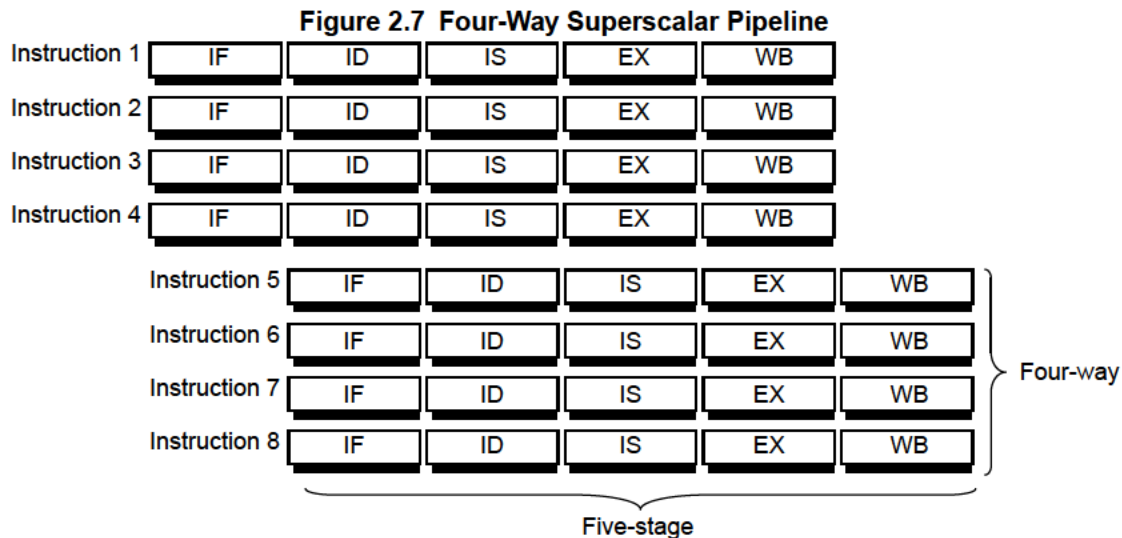 Figure 2.7 Four-Way Superscalar Pipeline
Instruction 1 IF ID IS EX WB
Instruction 2 IF ID IS EX WB
Instruction 3 IF ID IS EX WB
Instruction 4 IF ID IS EX WB
Instruction 5 IF ID IS EX WB
Instruction 6 IF ID IS EX WB
Instruction 7 IF ID IS EX WB
Instruction 8 IF ID IS EX WB
Four-way
Five-stage